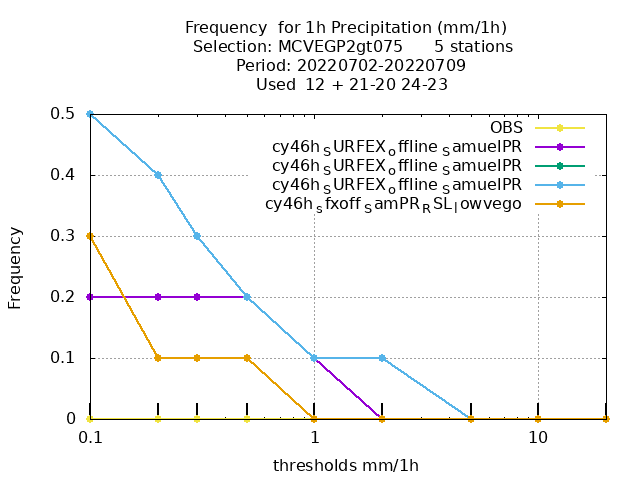 Frequency  for 1h Precipitation (mm/1h)
Selection: MCVEGP2gt075      5 stations
Period: 20220702-20220709
Used  12 + 21-20 24-23
0.5
OBS
cy46h_SURFEX_offline_SamuelPR
cy46h_SURFEX_offline_SamuelPR
cy46h_SURFEX_offline_SamuelPR
cy46h_sfxoff_SamPR_RSL_lowvego
0.4
0.3
0.2
0.1
0
Frequency
0.1 1 10
thresholds mm/1h